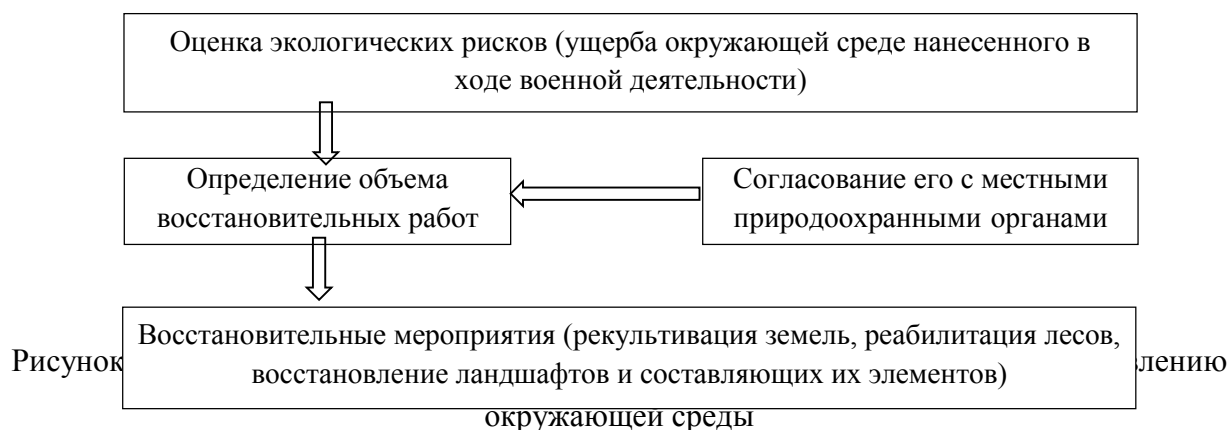 Оценка экологических рисков (ущерба окружающей среде нанесенного в
ходе военной деятельности)
Определение объема
восстановительных работ
Согласование его с местными
природоохранными органами
Восстановительные мероприятия (рекультивация земель, реабилитация лесов,
восстановление ландшафтов и составляющих их элементов)
Рисунок
окружающей среды